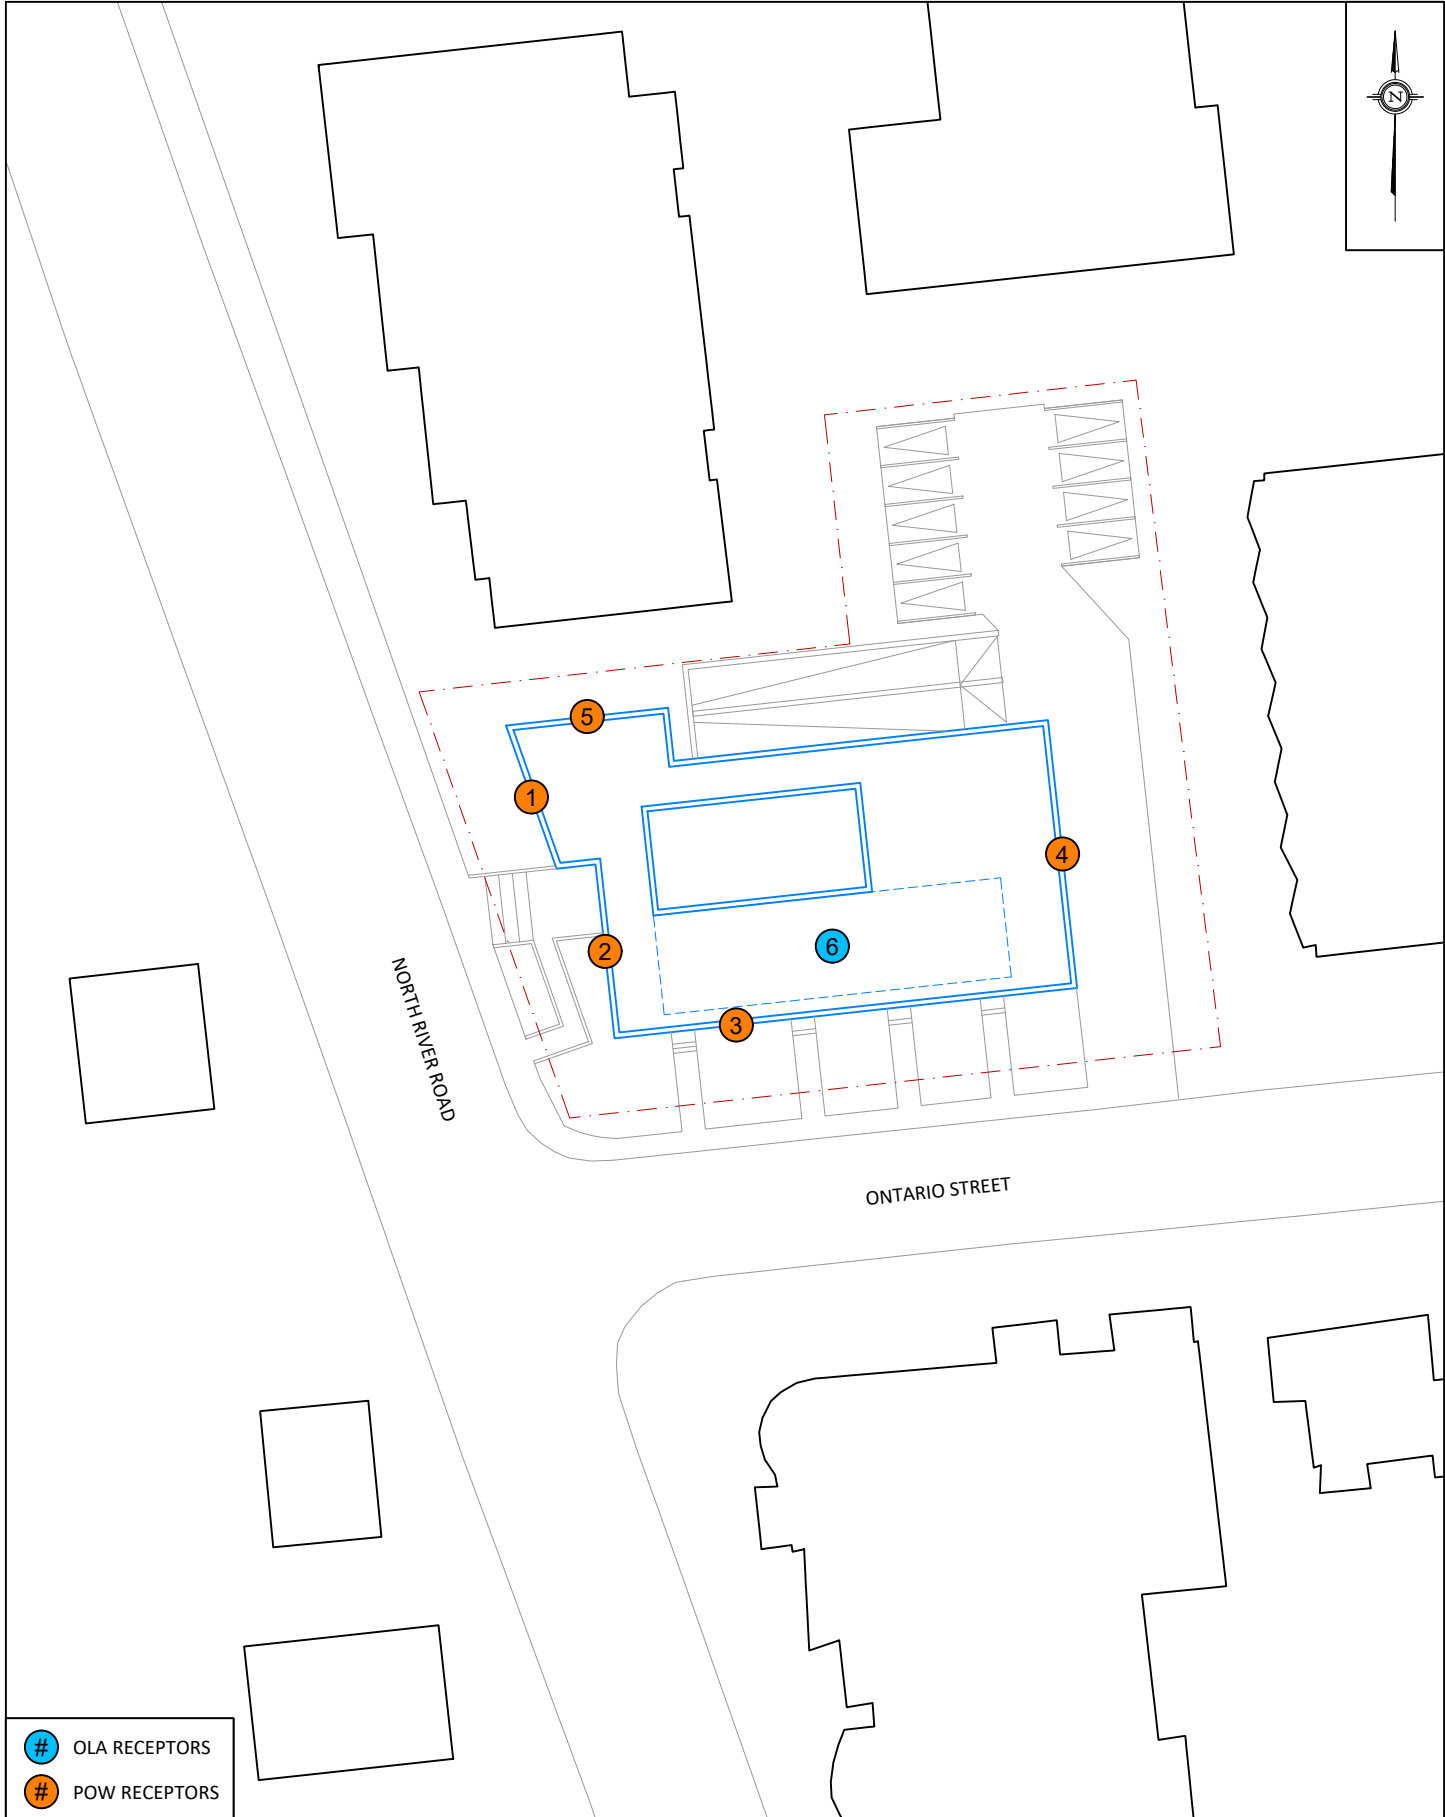 N
5
1
4
6
2
3
NORTH RIVER ROAD
ONTARIO STREET
# OLA RECEPTORS
# POW RECEPTORS